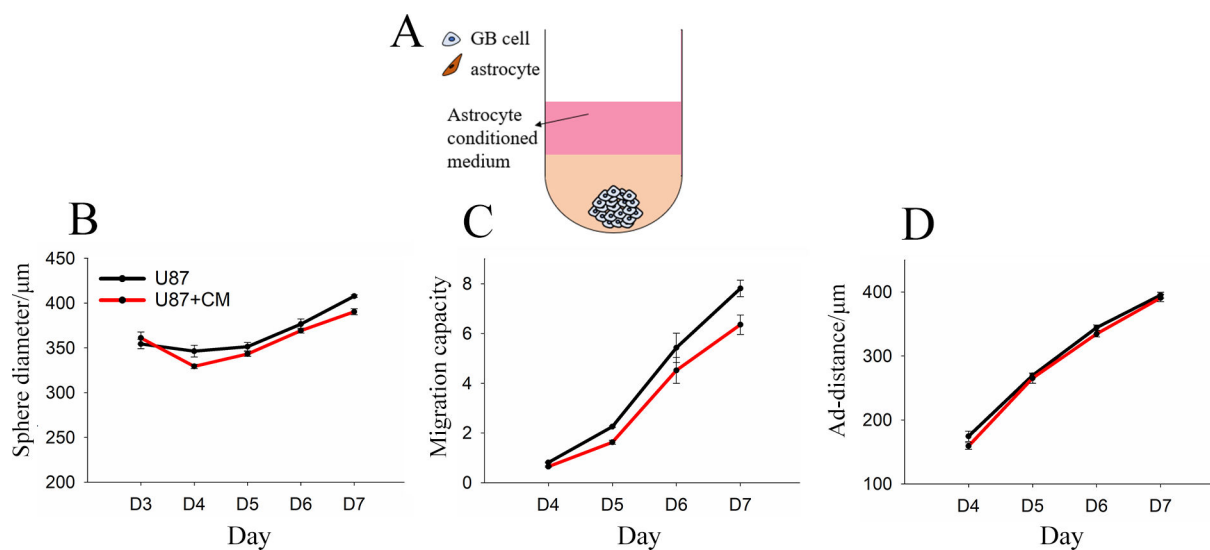 A
GB cell
astrocyte
Astrocyte
conditioned
medium
B
Sphere diameter/μm
450
400
350
300
250
200
U87
U87+CM
D3 D4 D5 D6 D7
Day
C
Migration capacity
8
6
4
2
0
D4 D5 D6 D7
Day
D
Ad-distance/μm
400
300
200
100
D4 D5 D6 D7
Day